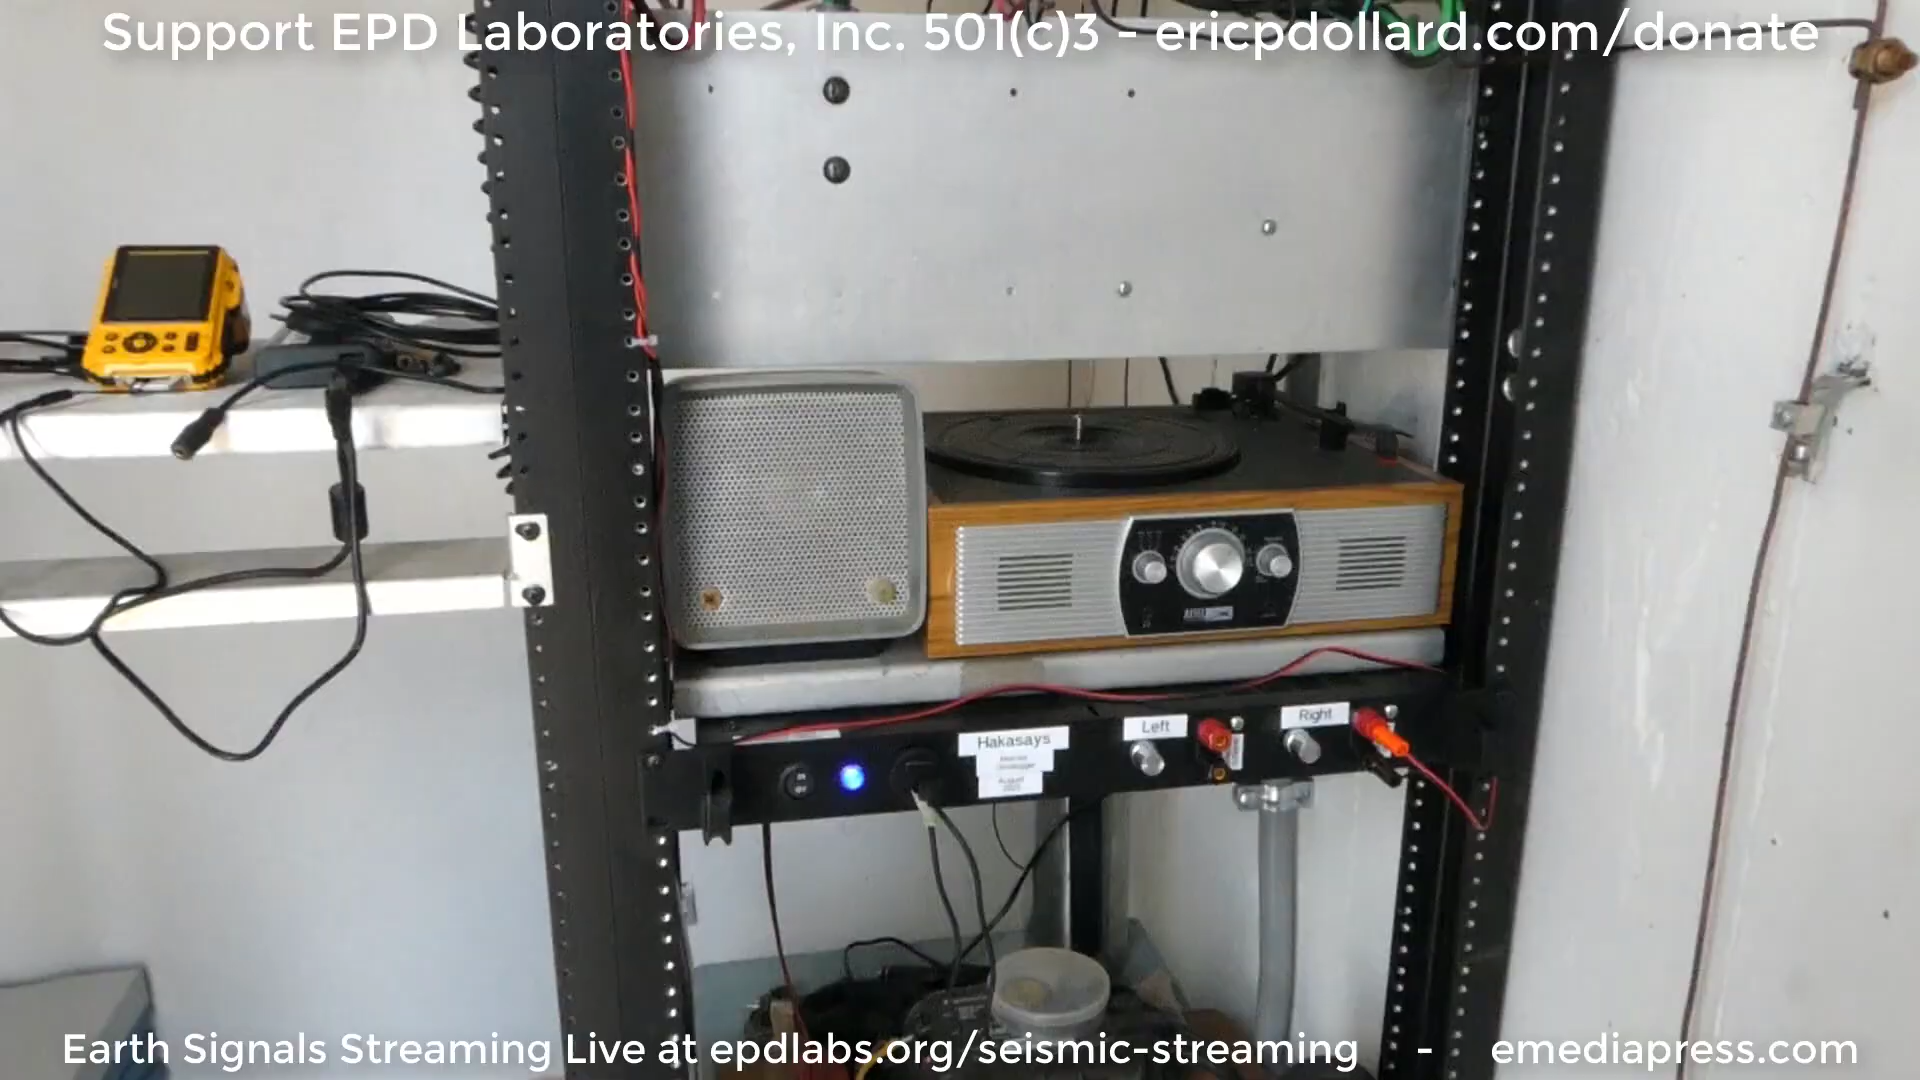 Support EPD Laboratories, Inc. 501(c)3 - ericpdollard.com/donate
Hakasays
August
Left
Right
Earth Signals Streaming Live at epdlabs.org/seismic-streaming - emediapress.com